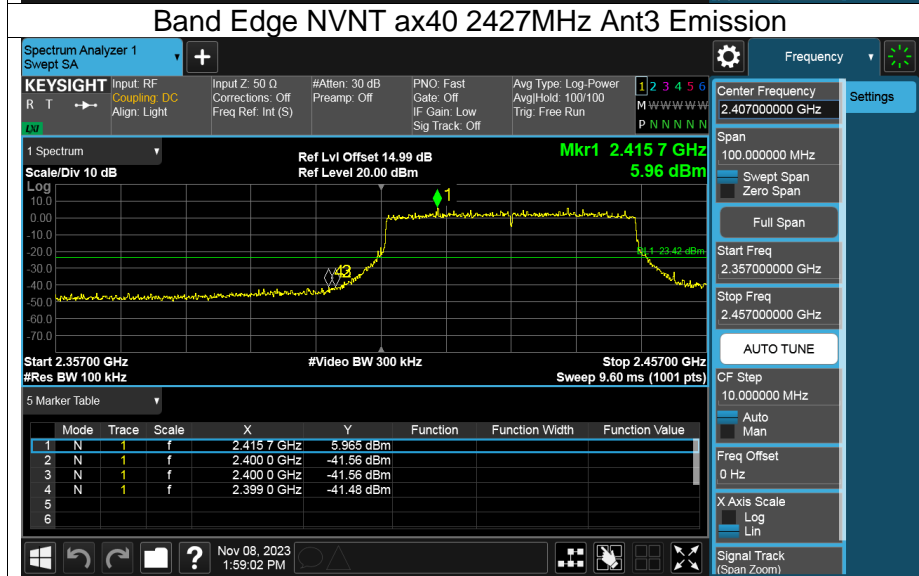 Band Edge NVNT ax40 2427MHz Ant3 Emission
Spectrum Analyzer 1
Swept SA
+
Frequency
KEYSIGHT
R T
LXI
Input: RF
Coupling: DC
Align: Light
Input Z: 50 Ω
Corrections: Off
Freq Ref: Int (S)
#Atten: 30 dB
Preamp: Off
PNO: Fast
Gate: Off
IF Gain: Low
Sig Track: Off
Avg Type: Log-Power
Avg|Hold: 100/100
Trig: Free Run
1 2 3 4 5 6
M W W W W W
P N N N N N
1 Spectrum
Scale/Div 10 dB
Ref Lvl Offset 14.99 dB
Ref Level 20.00 dBm
Mkr1 2.415 7 GHz
5.96 dBm
Log
10.0
0.00
-10.0
-20.0
-30.0
-40.0
-50.0
-60.0
-70.0
1
DL1 -23.42 dBm
Start 2.35700 GHz
#Video BW 300 kHz
Stop 2.45700 GHz
#Res BW 100 kHz
Sweep 9.60 ms (1001 pts)
5 Marker Table
Mode Trace Scale X Y Function Function Width Function Value
1 N 1 f 2.415 7 GHz 5.965 dBm
2 N 1 f 2.400 0 GHz -41.56 dBm
3 N 1 f 2.400 0 GHz -41.56 dBm
4 N 1 f 2.399 0 GHz -41.48 dBm
5
6
?
Nov 08, 2023
1:59:02 PM
Center Frequency
2.407000000 GHz
Settings
Span
100.000000 MHz
Swept Span
Zero Span
Full Span
Start Freq
2.357000000 GHz
Stop Freq
2.457000000 GHz
AUTO TUNE
CF Step
10.000000 MHz
Auto
Man
Freq Offset
0 Hz
X Axis Scale
Log
Lin
Signal Track
(Span Zoom)